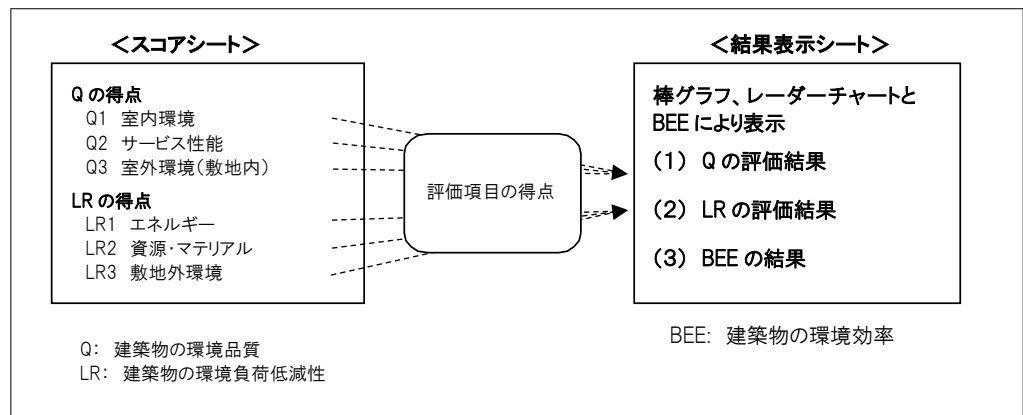 ＜スコアシート＞
Q の得点
Q1 室内環境
Q2 サービス性能
Q3 室外環境（敷地内）
LR の得点
LR1 エネルギー
LR2 資源・マテリアル
LR3 敷地外環境
評価項目の得点
＜結果表示シート＞
棒グラフ、レーダーチャートと
BEE により表示
（１） Q の評価結果
（２） LR の評価結果
（３） BEE の結果
Q： 建築物の環境品質
LR： 建築物の環境負荷低減性
BEE: 建築物の環境効率